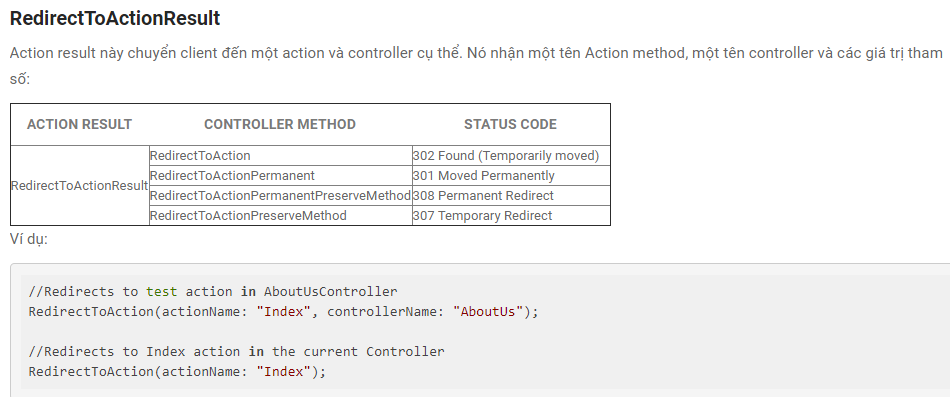 RedirectToActionResult
Action result này chuyển client đến một action và controller cụ thể. Nó nhận một tên Action method, một tên controller và các giá trị tham
số:
ACTION RESULT CONTROLLER METHOD STATUS CODE
RedirectToActionResult
RedirectToAction 302 Found (Temporarily moved)
RedirectToActionPermanent 301 Moved Permanently
RedirectToActionPermanentPreserveMethod 308 Permanent Redirect
RedirectToActionPreserveMethod 307 Temporary Redirect
Ví dụ:
//Redirects to test action in AboutUsController
RedirectToAction(actionName: "Index", controllerName: "AboutUs");
//Redirects to Index action in the current Controller
RedirectToAction(actionName: "Index");